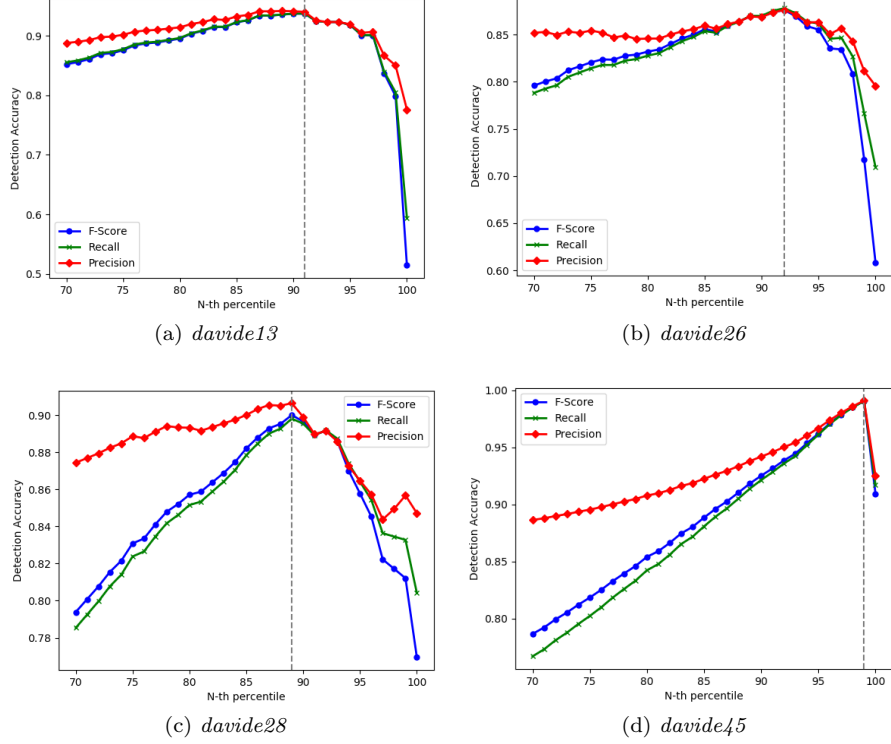 0.9
0.8
0.7
0.6
0.5
Detection Accuracy
F-Score
Recall
Precision
70 75 80 85 90 95 100
N-th percentile
(a) davide13
0.85
0.80
0.75
0.70
0.65
0.60
Detection Accuracy
F-Score
Recall
Precision
70 75 80 85 90 95 100
N-th percentile
(b) davide26
0.90
0.88
0.86
0.84
0.82
0.80
0.78
Detection Accuracy
F-Score
Recall
Precision
70 75 80 85 90 95 100
N-th percentile
(c) davide28
1.00
0.95
0.90
0.85
0.80
Detection Accuracy
F-Score
Recall
Precision
70 75 80 85 90 95 100
N-th percentile
(d) davide45